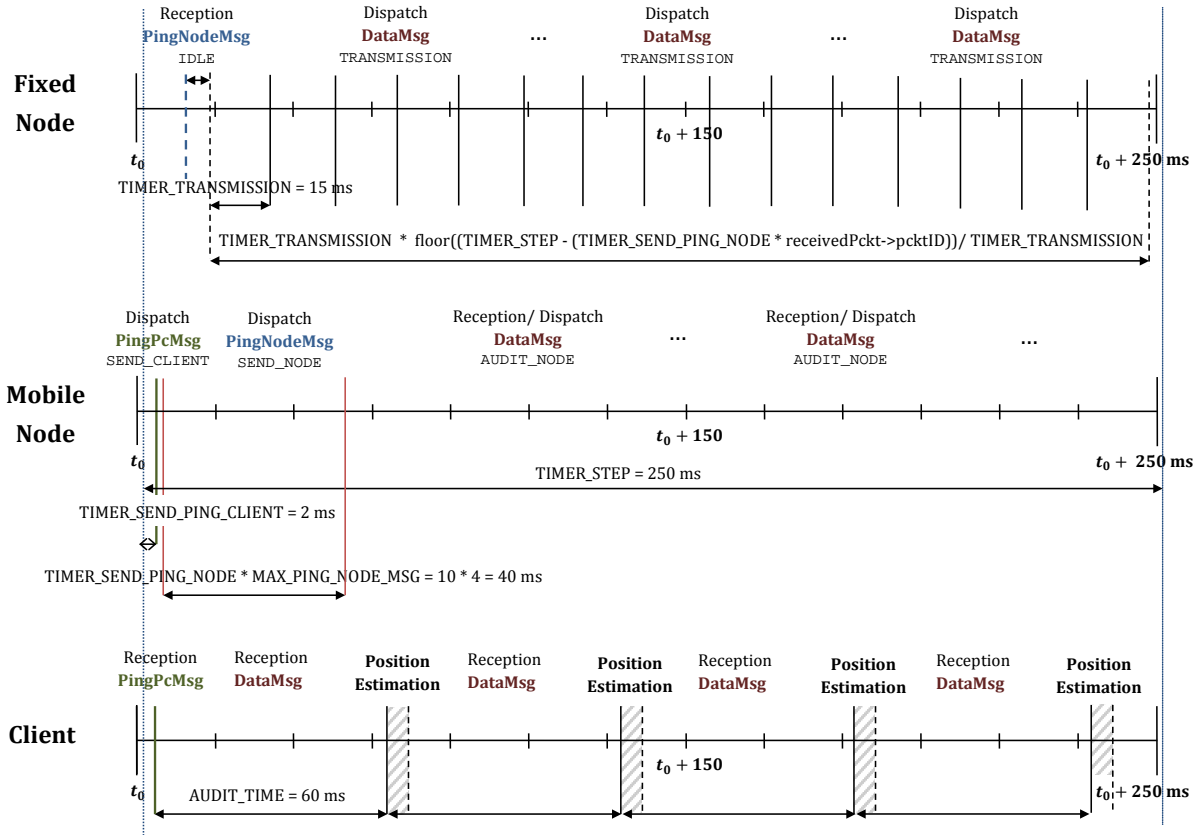 Reception
PingNodeMsg
IDLE
Dispatch
DataMsg
TRANSMISSION
...
Dispatch
DataMsg
TRANSMISSION
...
Dispatch
DataMsg
TRANSMISSION
Fixed
Node
t0
t0 + 150
t0 + 250 ms
TIMER_TRANSMISSION = 15 ms
TIMER_TRANSMISSION * floor((TIMER_STEP - (TIMER_SEND_PING_NODE * receivedPckt->pcktID))/ TIMER_TRANSMISSION
Dispatch
PingPcMsg
SEND_CLIENT
Dispatch
PingNodeMsg
SEND_NODE
Reception/ Dispatch
DataMsg
AUDIT_NODE
...
Reception/ Dispatch
DataMsg
AUDIT_NODE
...
Mobile
Node
t0
t0 + 150
t0 + 250 ms
TIMER_STEP = 250 ms
TIMER_SEND_PING_CLIENT = 2 ms
TIMER_SEND_PING_NODE * MAX_PING_NODE_MSG = 10 * 4 = 40 ms
Reception
PingPcMsg
Reception
DataMsg
Position
Estimation
Reception
DataMsg
Position
Estimation
Reception
DataMsg
Position
Estimation
Reception
DataMsg
Position
Estimation
Client
t0
t0 + 150
t0 + 250 ms
AUDIT_TIME = 60 ms